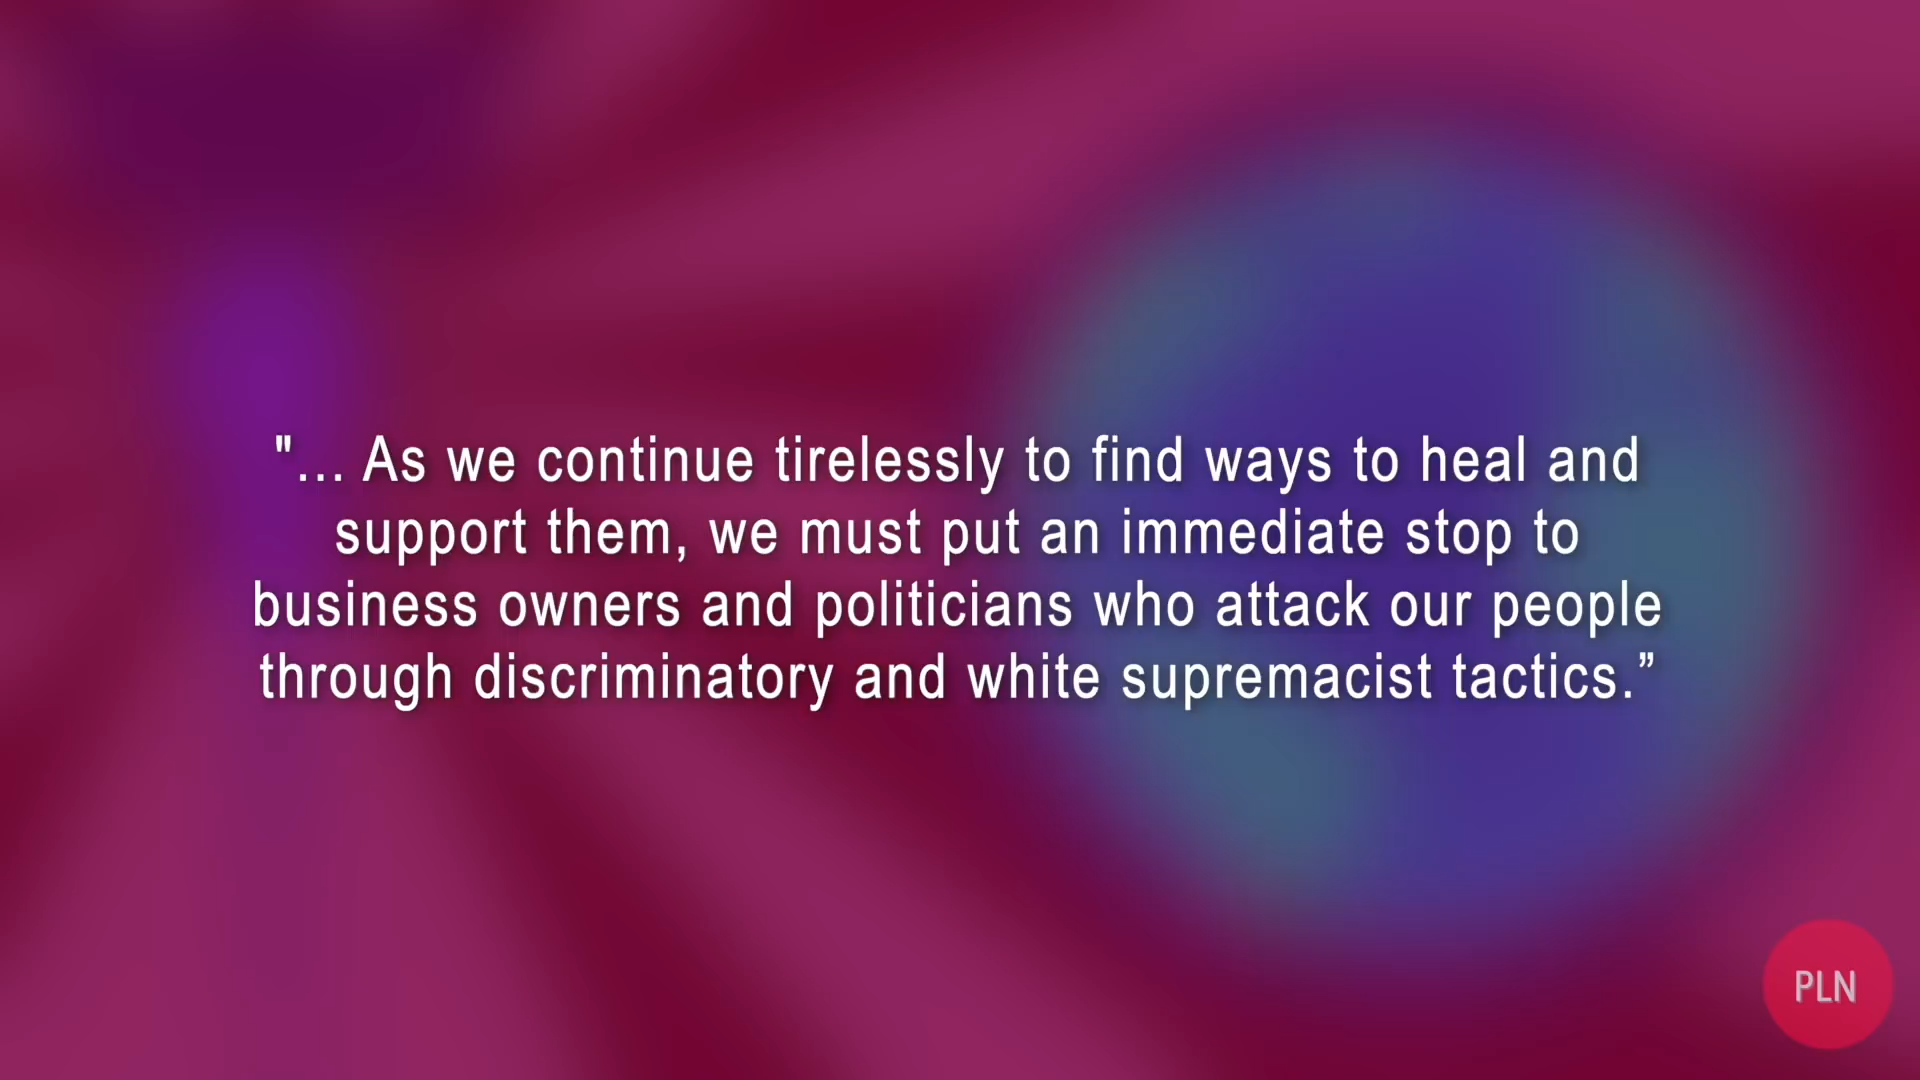 "... As we continue tirelessly to find ways to heal and
support them, we must put an immediate stop to
business owners and politicians who attack our people
through discriminatory and white supremacist tactics.”
PLN